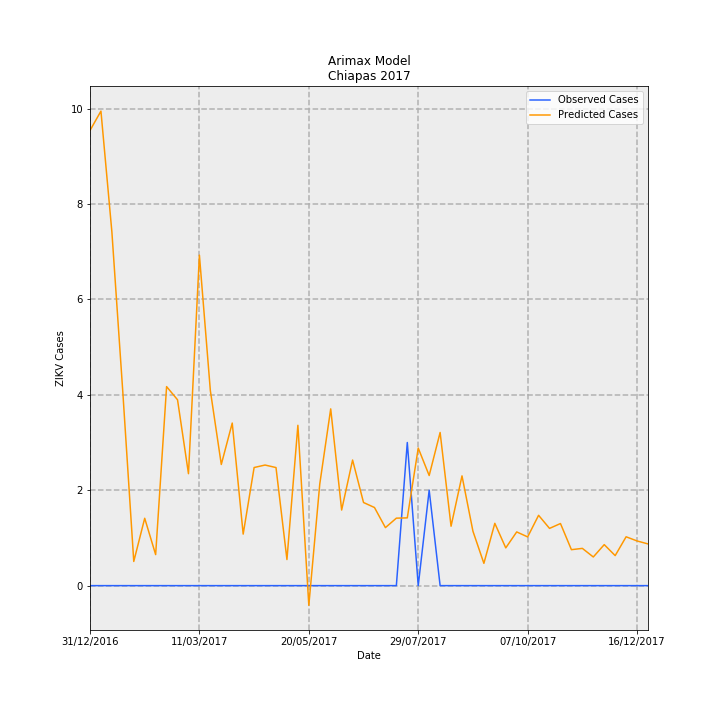 Arimax Model
Chiapas 2017
Observed Cases
Predicted Cases
10
8
6
4
2
0
ZIKV Cases
31/12/2016
11/03/2017
20/05/2017
29/07/2017
07/10/2017
16/12/2017
Date